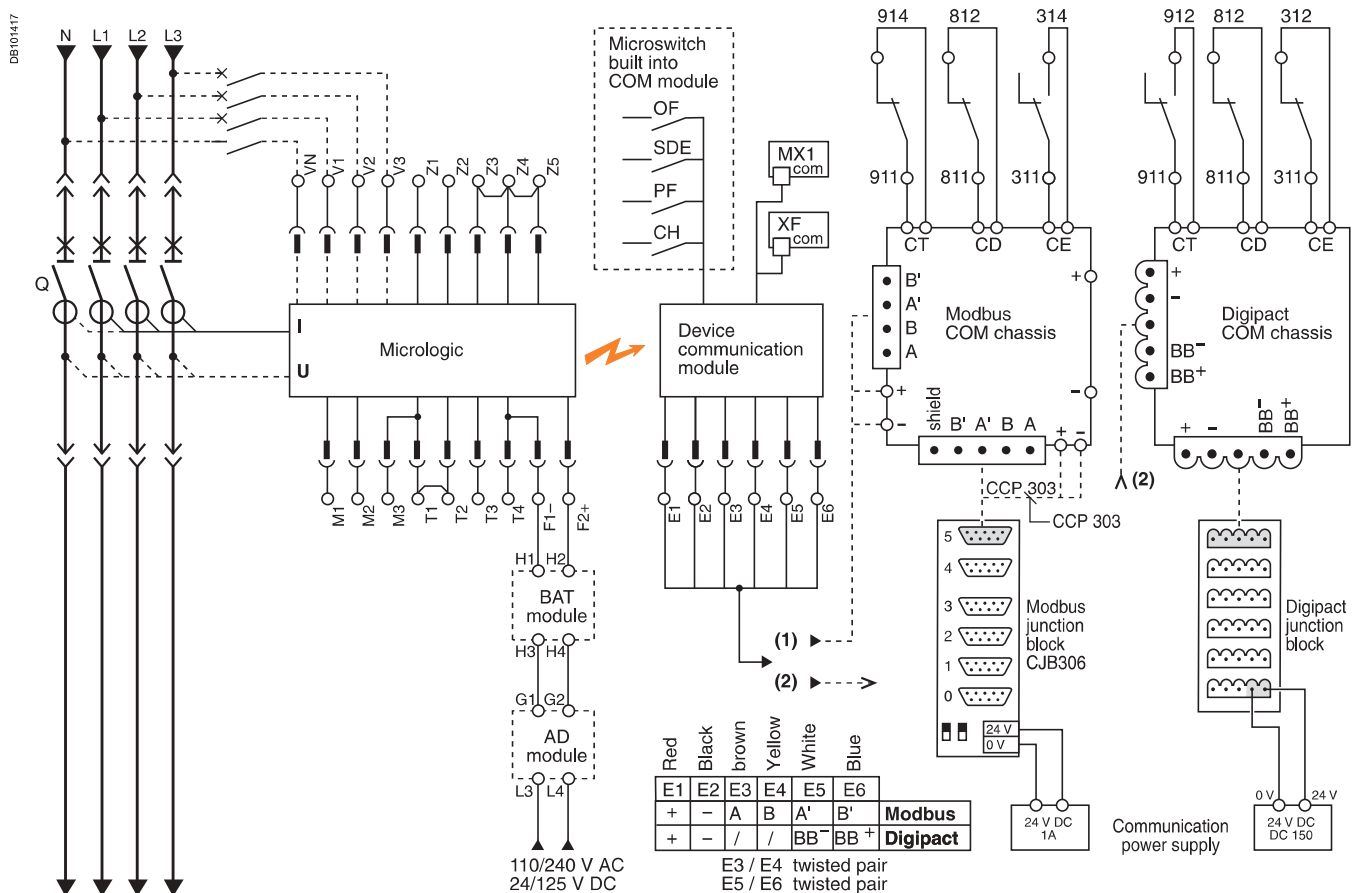 DB101417
N L1 L2 L3
Microswitch
built into
COM module
OF
SDE
PF
CH
MX1
com
XF
com
914 812 314
911 811 311
CT CD CE
912 812 312
911 811 311
CT CD CE
VN V1 V2 V3 Z1 Z2 Z3 Z4 Z5
Q
I
U
Micrologic
Device
communication
module
B'
A'
B
A
+
-
Modbus
COM chassis
+
-
shield B' A' B A + -
+
-
BB-
BB+
Digipact
COM chassis
+ - BB- BB+
(2)
M1 M2 M3 T1 T2 T3 T4 F1- F2+
E1 E2 E3 E4 E5 E6
CCP 303
CCP 303
H1 H2
BAT
module
H3 H4
G1 G2
AD
module
L3 L4
110/240 V AC
24/125 V DC
(1)
(2)
5
4
3
2
1
0
Modbus
junction
block
CJB306
24 V
0 V
24 V DC
1A
Communication
power supply
Digipact
junction
block
0 V 24 V
24 V DC
DC 150
Red Black brown Yellow White Blue
E1 E2 E3 E4 E5 E6
+ - A B A' B' Modbus
+ - / / BB- BB+ Digipact
E3 / E4 twisted pair
E5 / E6 twisted pair